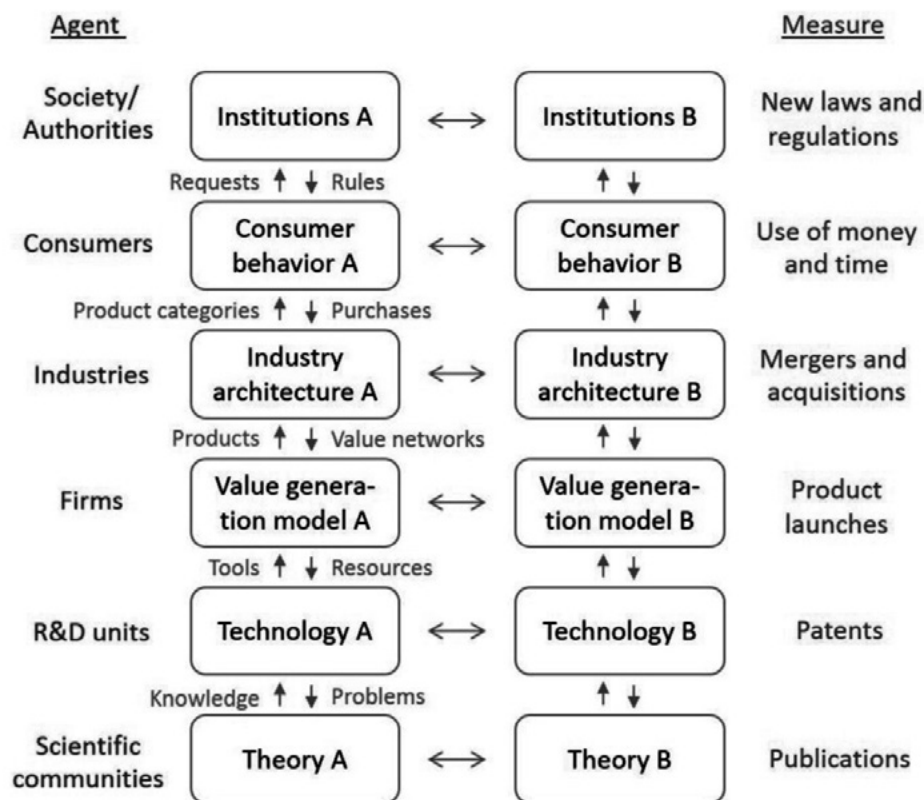 Agent
Measure
Society/
Authorities
Institutions A
Institutions B
New laws and
regulations
Requests
Rules
Consumers
Consumer
behavior A
Consumer
behavior B
Use of money
and time
Product categories
Purchases
Industries
Industry
architecture A
Industry
architecture B
Mergers and
acquisitions
Products
Value networks
Firms
Value genera-
tion model A
Value genera-
tion model B
Product
launches
Tools
Resources
R&D units
Technology A
Technology B
Patents
Knowledge
Problems
Scientific
communities
Theory A
Theory B
Publications